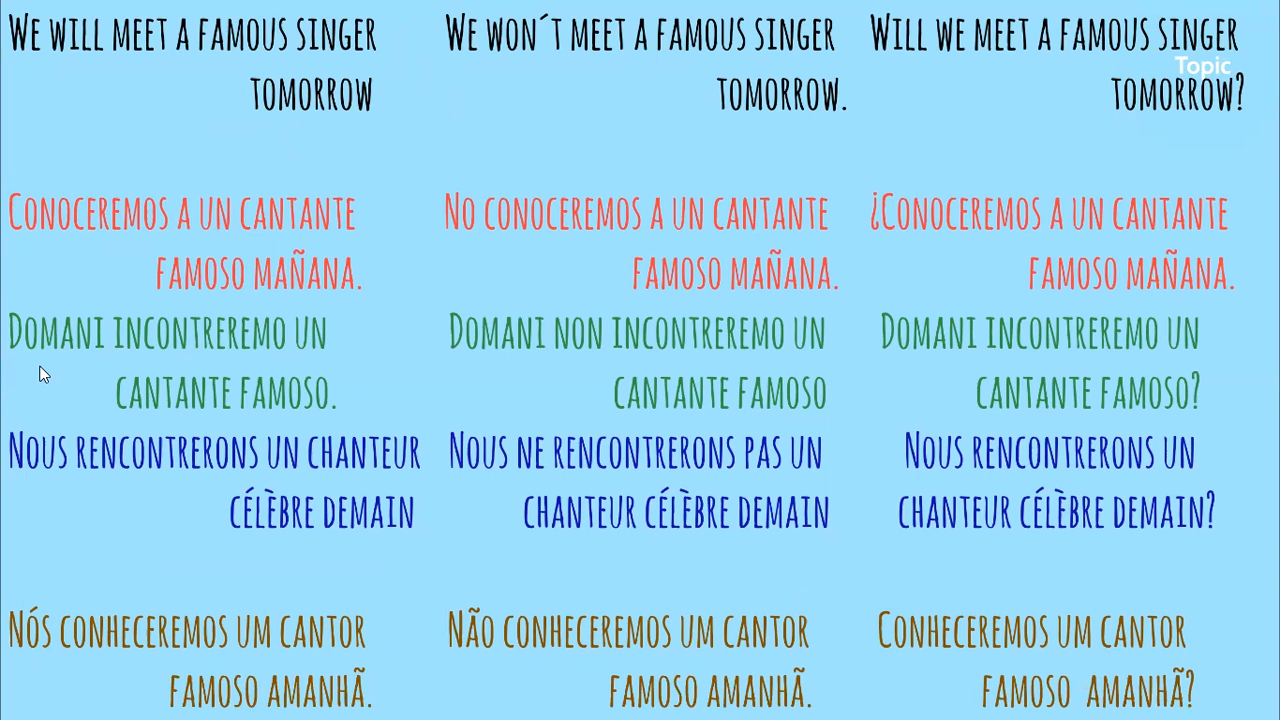 We will meet a famous singer
tomorrow
We won´t meet a famous singer
tomorrow.
Will we meet a famous singer
Topic
tomorrow?
Conoceremos a un cantante
famoso mañana.
No conoceremos a un cantante
famoso mañana.
¿Conoceremos a un cantante
famoso mañana.
Domani incontreremo un
cantante famoso.
Domani non incontreremo un
cantante famoso
Domani incontreremo un
cantante famoso?
Nous rencontrerons un chanteur
célèbre demain
Nous ne rencontrerons pas un
chanteur célèbre demain
Nous rencontrerons un
chanteur célèbre demain?
Nós conheceremos um cantor
famoso amanhã.
Não conheceremos um cantor
famoso amanhã.
Conheceremos um cantor
famoso  amanhã?